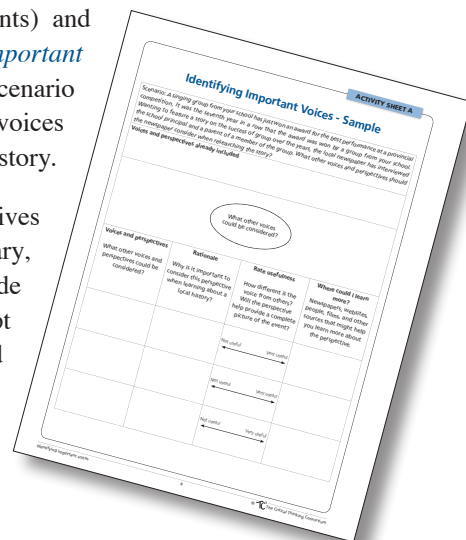 nts) and
mportant
cenario
voices
story.
ives
ary,
de
ot
d
ACTIVITY SHEET A
Identifying Important Voices - Sample
Scenario: A singing group from your school has just won an award for the best performance at a provincial
competition. It was the seventh year in a row that the award was won by a group from your school.
Wanting to feature a story on the success of group over the years, the local newspaper has interviewed
the school principal and a parent of a member of the group. What other voices and perspectives should
the newspaper consider when researching the story?
Voices and perspectives already included
What other voices
could be considered?
Voices and perspectives
What other voices and
perspectives could be
considered?
Rationale
Why is it important to
consider this perspective
when learning about a
local history?
Rate usefulness
How different is the
voice from others?
Will the perspective
help provide a complete
picture of the event?
Where could I learn
more?
Newspapers, websites
people, files, and other
sources that might help
you learn more about
the perspective.
Not useful Very useful
Not useful Very useful
Not useful Very useful
Identifying important voices
© TC The Critical Thinking Consortium